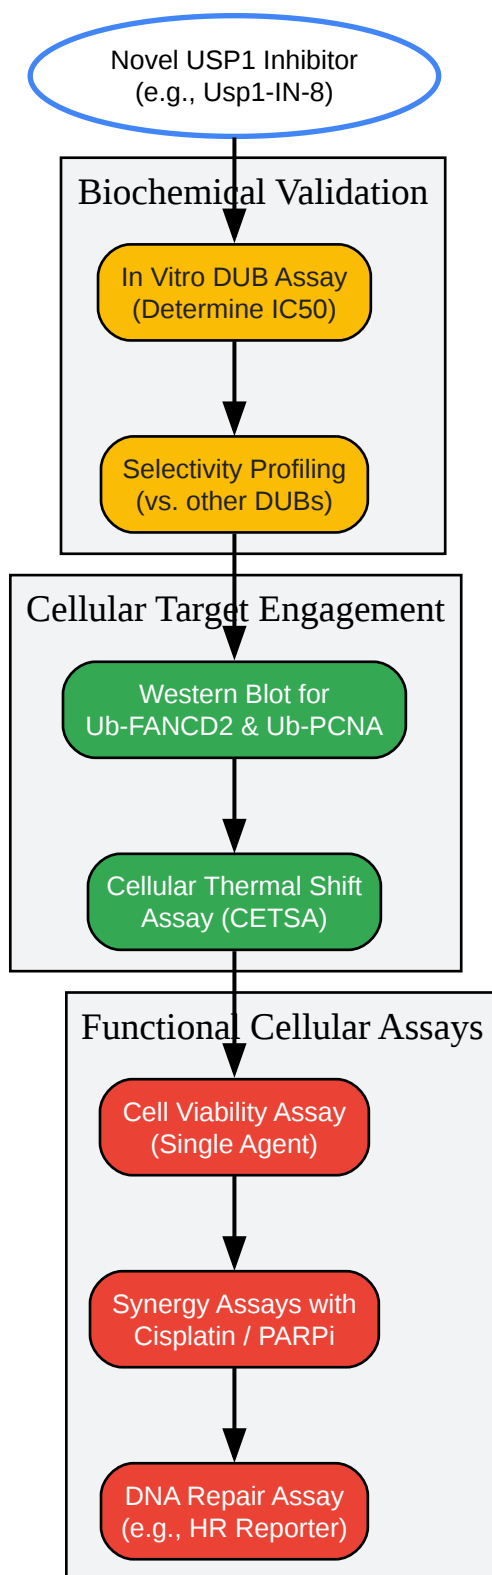 Novel USP1 Inhibitor
(e.g., Usp1-IN-8)
Biochemical Validation
In Vitro DUB Assay
(Determine IC50)
Selectivity Profiling
(vs. other DUBs)
Cellular Target Engagement
Western Blot for
Ub-FANCD2 & Ub-PCNA
Cellular Thermal Shift
Assay (CETSA)
Functional Cellular Assays
Cell Viability Assay
(Single Agent)
Synergy Assays with
Cisplatin / PARPi
DNA Repair Assay
(e.g., HR Reporter)